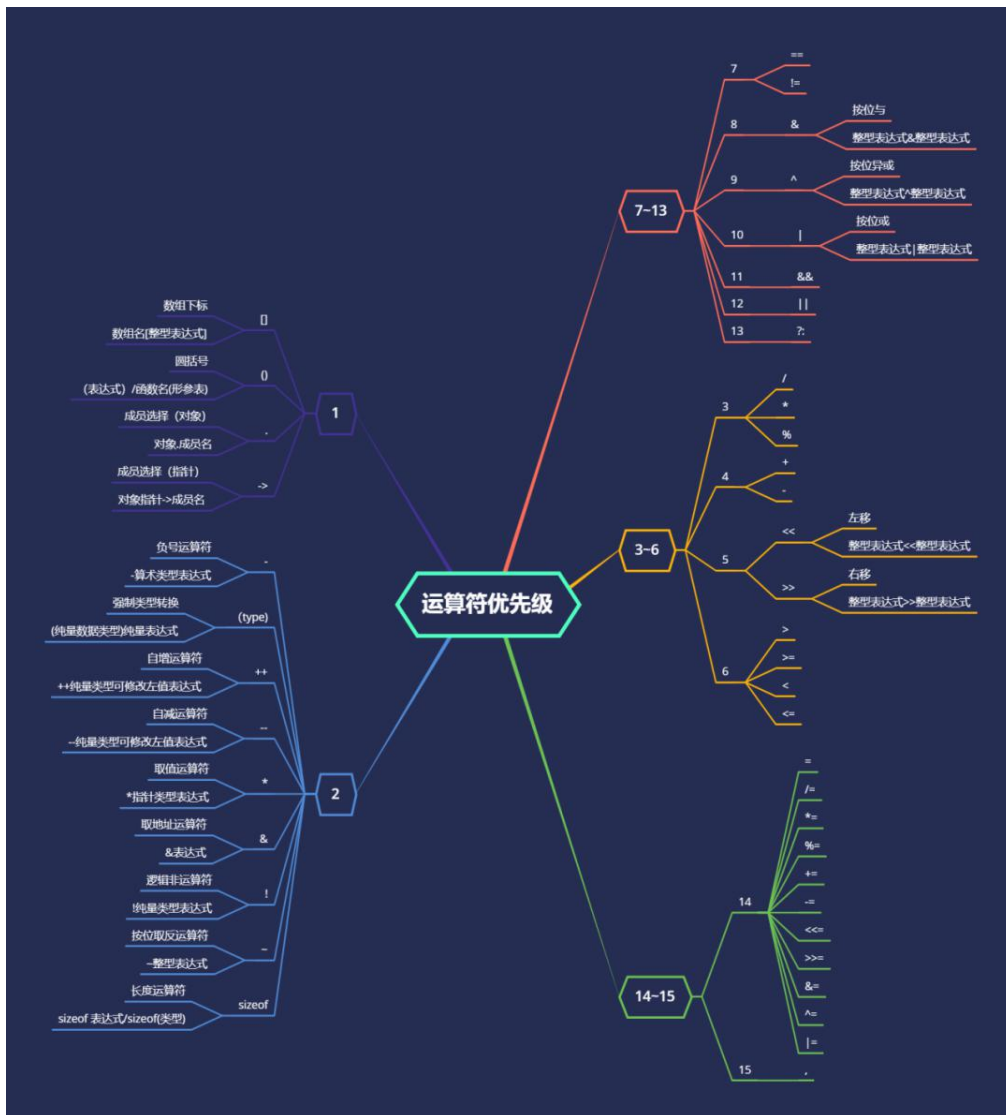 运算符优先级
1
[]
数组下标
数组名[整型表达式]
()
圆括号
(表达式) /函数名(形参表)
.
成员选择（对象）
对象.成员名
->
成员选择（指针）
对象指针->成员名
2
-
负号运算符
-算术类型表达式
(type)
强制类型转换
(纯量数据类型)纯量表达式
++
自增运算符
++纯量类型可修改左值表达式
--
自减运算符
--纯量类型可修改左值表达式
*
取值运算符
*指针类型表达式
&
取地址运算符
&表达式
!
逻辑非运算符
!纯量类型表达式
~
按位取反运算符
~整型表达式
sizeof
长度运算符
sizeof 表达式/sizeof(类型)
7~13
7
==
!=
8
&
按位与
整型表达式&整型表达式
9
^
按位异或
整型表达式^整型表达式
10
|
按位或
整型表达式|整型表达式
11
&&
12
||
13
?:
3~6
3
/
*
%
4
+
-
5
<<
左移
整型表达式<<整型表达式
>>
右移
整型表达式>>整型表达式
6
>
>=
<
<=
14~15
14
=
/=
*=
%=
+=
-=
<<=
>>=
&=
^=
|=
15
,